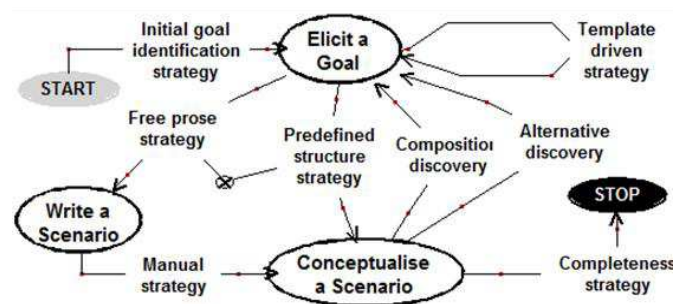 Initial goal
identification
strategy
Elicit a
Goal
Template
driven
strategy
START
Free prose
strategy
Predefined
structure
strategy
Composition
discovery
Alternative
discovery
STOP
Write a
Scenario
Manual
strategy
Conceptualise
a Scenario
Completeness
strategy